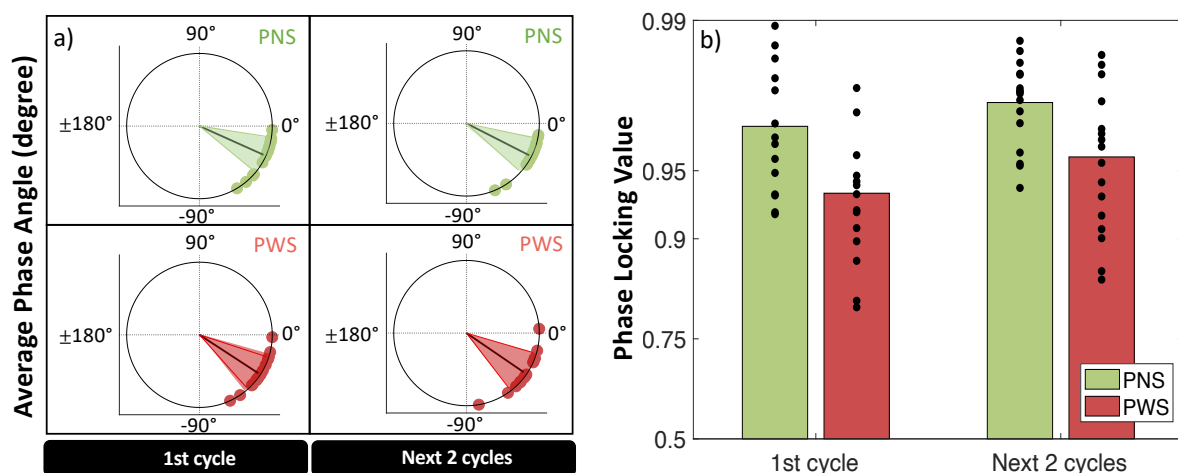 a)
Average Phase Angle (degree)
PNS
90°
±180°
0°
-90°
PNS
90°
±180°
0°
-90°
PWS
90°
±180°
0°
-90°
PWS
90°
±180°
0°
-90°
1st cycle
Next 2 cycles
b)
Phase Locking Value
0.99
0.95
0.9
0.75
0.5
1st cycle
Next 2 cycles
PNS
PWS